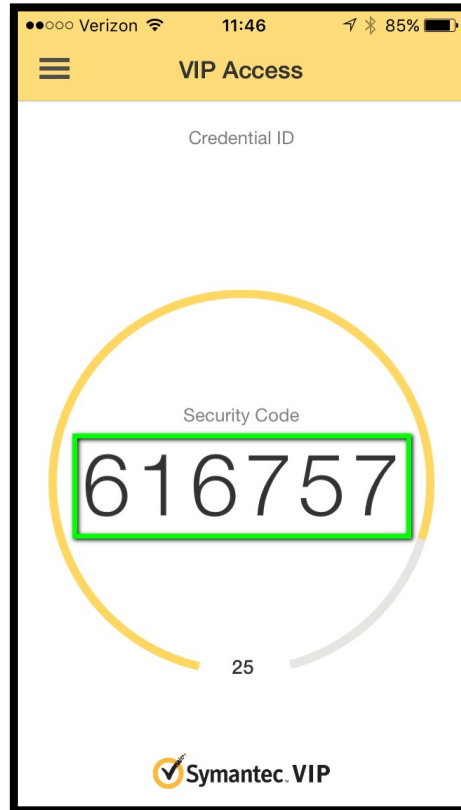 Verizon 11:46 85%
VIP Access
Credential ID
Security Code
616757
25
Symantec. VIP